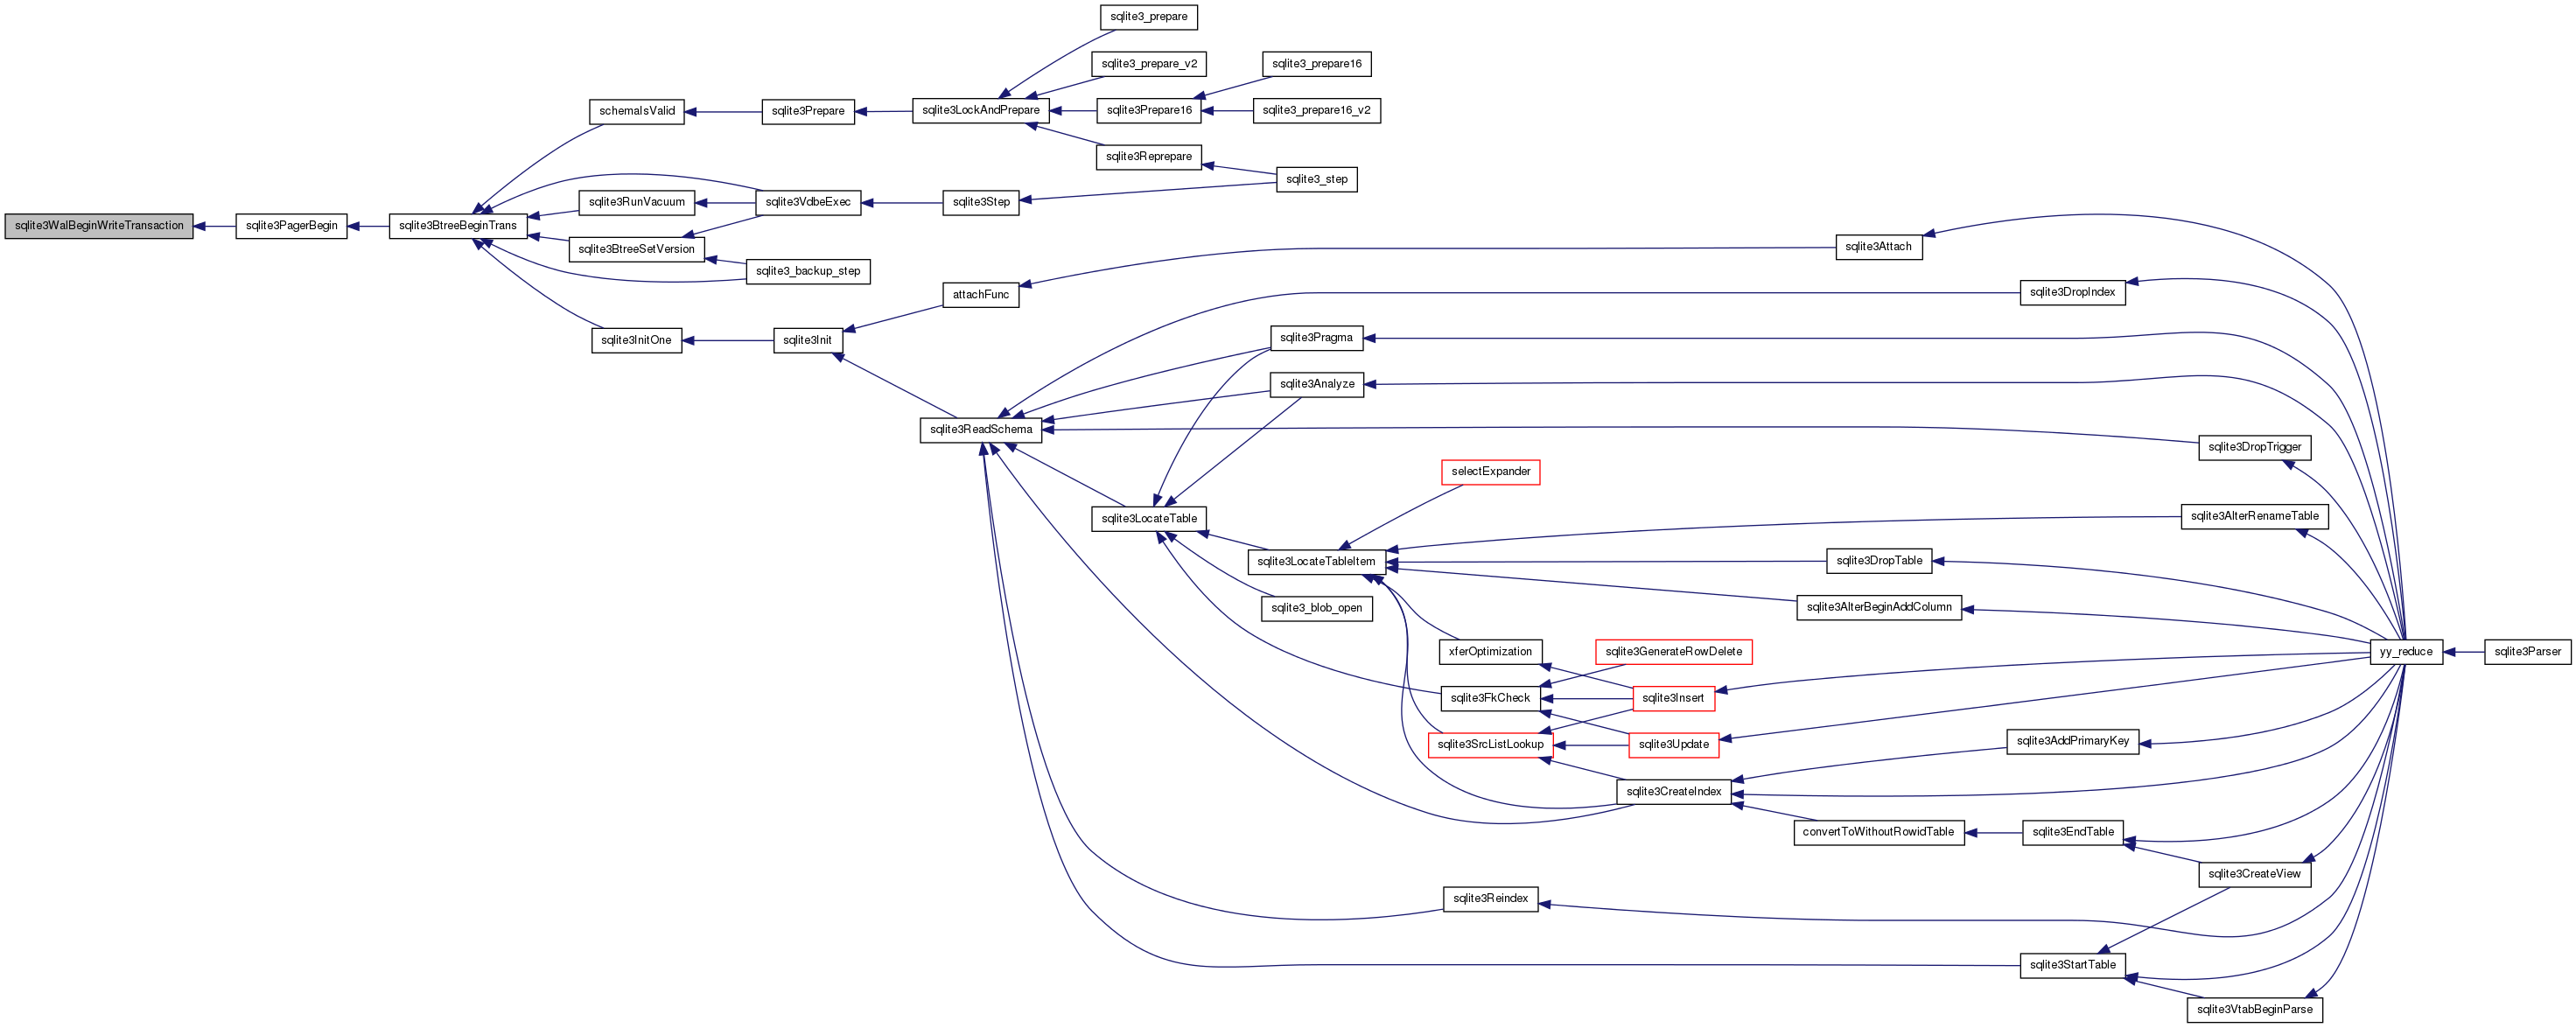 sqlite3_prepare
sqlite3_prepare_v2
sqlite3_prepare16
schemaIsValid
sqlite3Prepare
sqlite3LockAndPrepare
sqlite3Prepare16
sqlite3_prepare16_v2
sqlite3Reprepare
sqlite3_step
sqlite3RunVacuum
sqlite3VdbeExec
sqlite3Step
sqlite3WalBeginWriteTransaction
sqlite3PagerBegin
sqlite3BtreeBeginTrans
sqlite3BtreeSetVersion
sqlite3_backup_step
sqlite3Attach
attachFunc
sqlite3DropIndex
sqlite3InitOne
sqlite3Init
sqlite3Pragma
sqlite3Analyze
sqlite3ReadSchema
sqlite3DropTrigger
selectExpander
sqlite3LocateTable
sqlite3AlterRenameTable
sqlite3LocateTableItem
sqlite3DropTable
sqlite3_blob_open
sqlite3AlterBeginAddColumn
xferOptimization
sqlite3GenerateRowDelete
yy_reduce
sqlite3Parser
sqlite3FkCheck
sqlite3Insert
sqlite3SrcListLookup
sqlite3Update
sqlite3AddPrimaryKey
sqlite3CreateIndex
convertToWithoutRowidTable
sqlite3EndTable
sqlite3CreateView
sqlite3Reindex
sqlite3StartTable
sqlite3VtabBeginParse